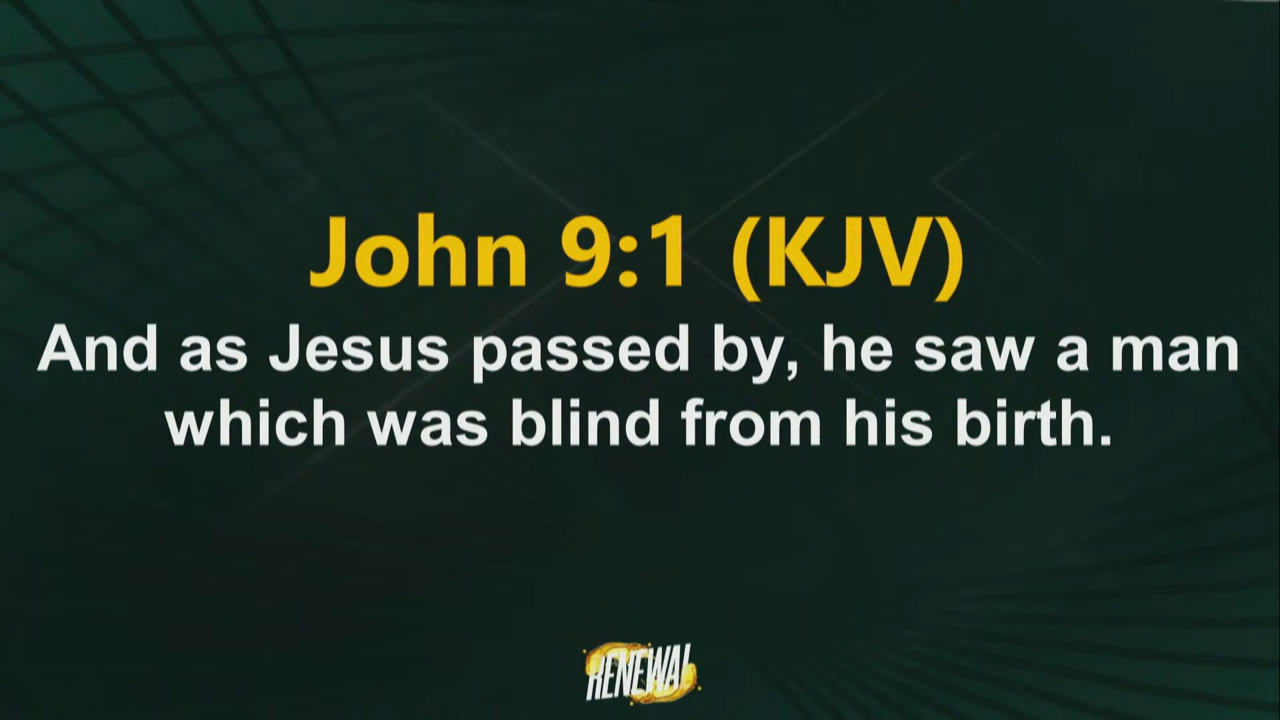 John 9:1 (KJV)
And as Jesus passed by, he saw a man
which was blind from his birth.
RENEWAL